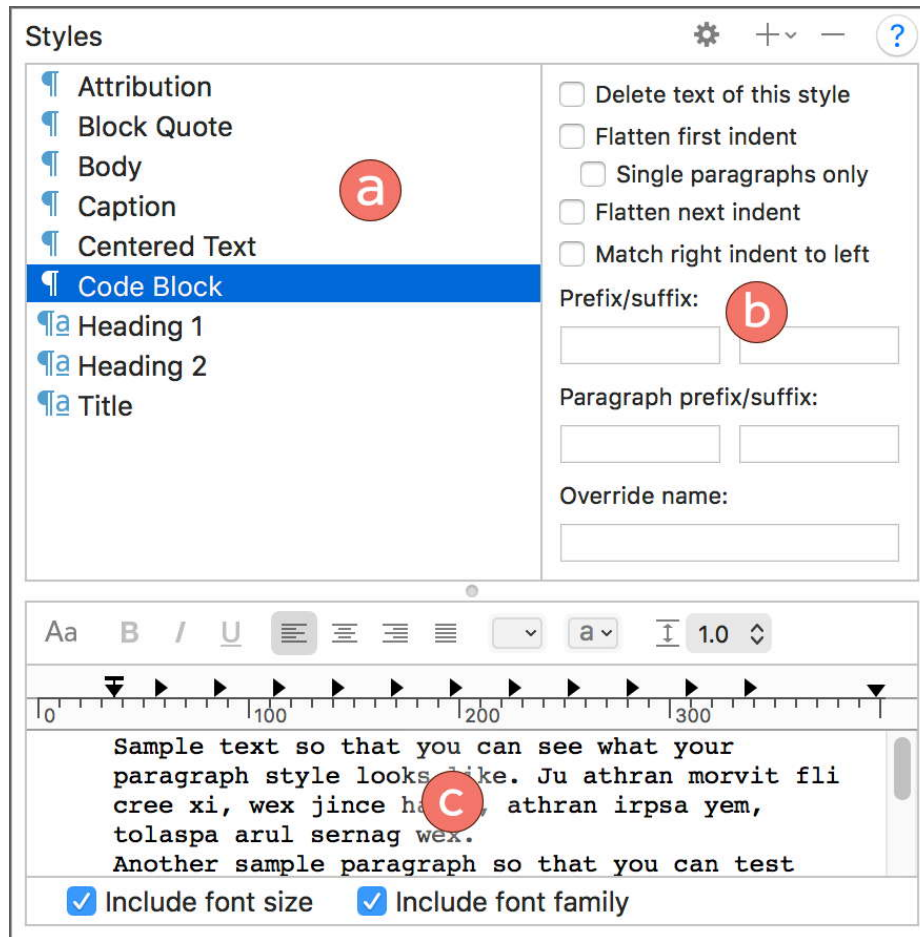 Styles
?
¶ Attribution
¶ Block Quote
¶ Body
¶ Caption
¶ Centered Text
¶ Code Block
¶a Heading 1
¶a Heading 2
¶a Title
a
Delete text of this style
Flatten first indent
Single paragraphs only
Flatten next indent
Match right indent to left
Prefix/suffix:
b
Paragraph prefix/suffix:
Override name:
Aa B I U a 1.0
0 100 200 300
Sample text so that you can see what your
paragraph style looks like. Ju athran morvit fli
cree xi, wex jince athran irpsa yem,
tolaspa arul sernag wex.
Another sample paragraph so that you can test
c
Include font size Include font family